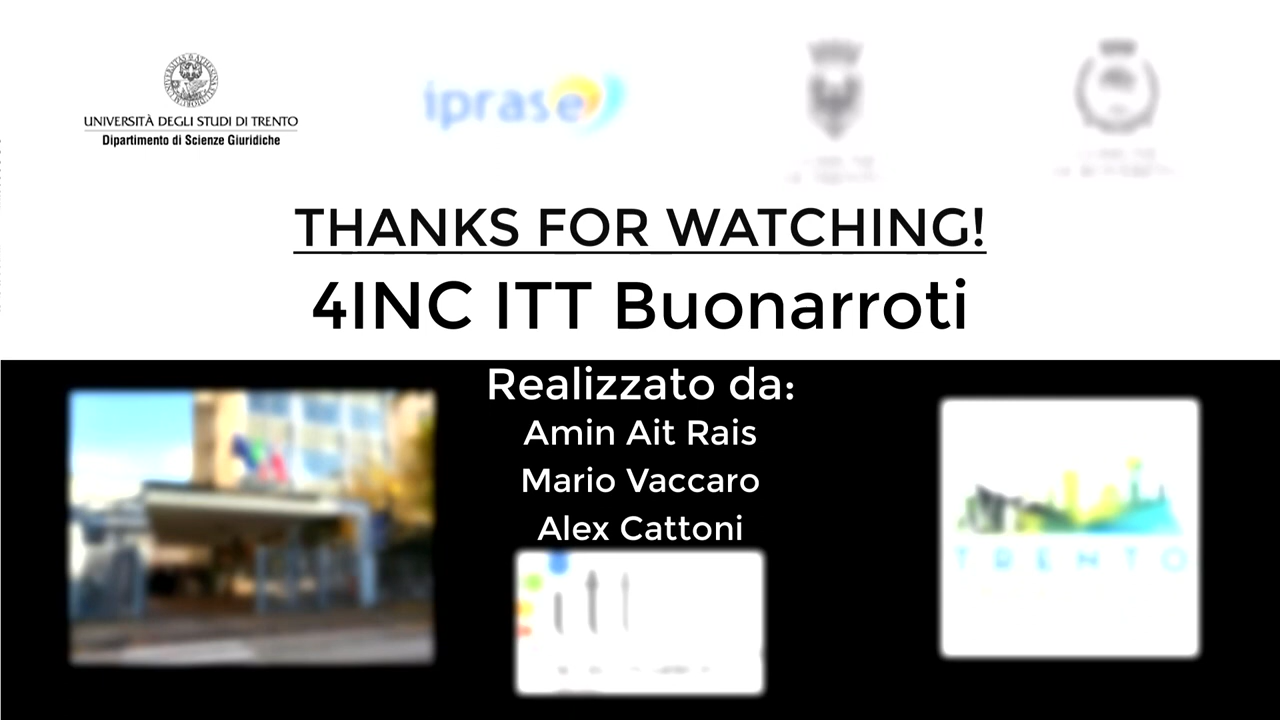 UNIVERSITÀ DEGLI STUDI DI TRENTO
Dipartimento di Scienze Giuridiche
iprase
THANKS FOR WATCHING!
4INC ITT Buonarroti
Realizzato da:
Amin Ait Rais
Mario Vaccaro
Alex Cattoni
TRENTO